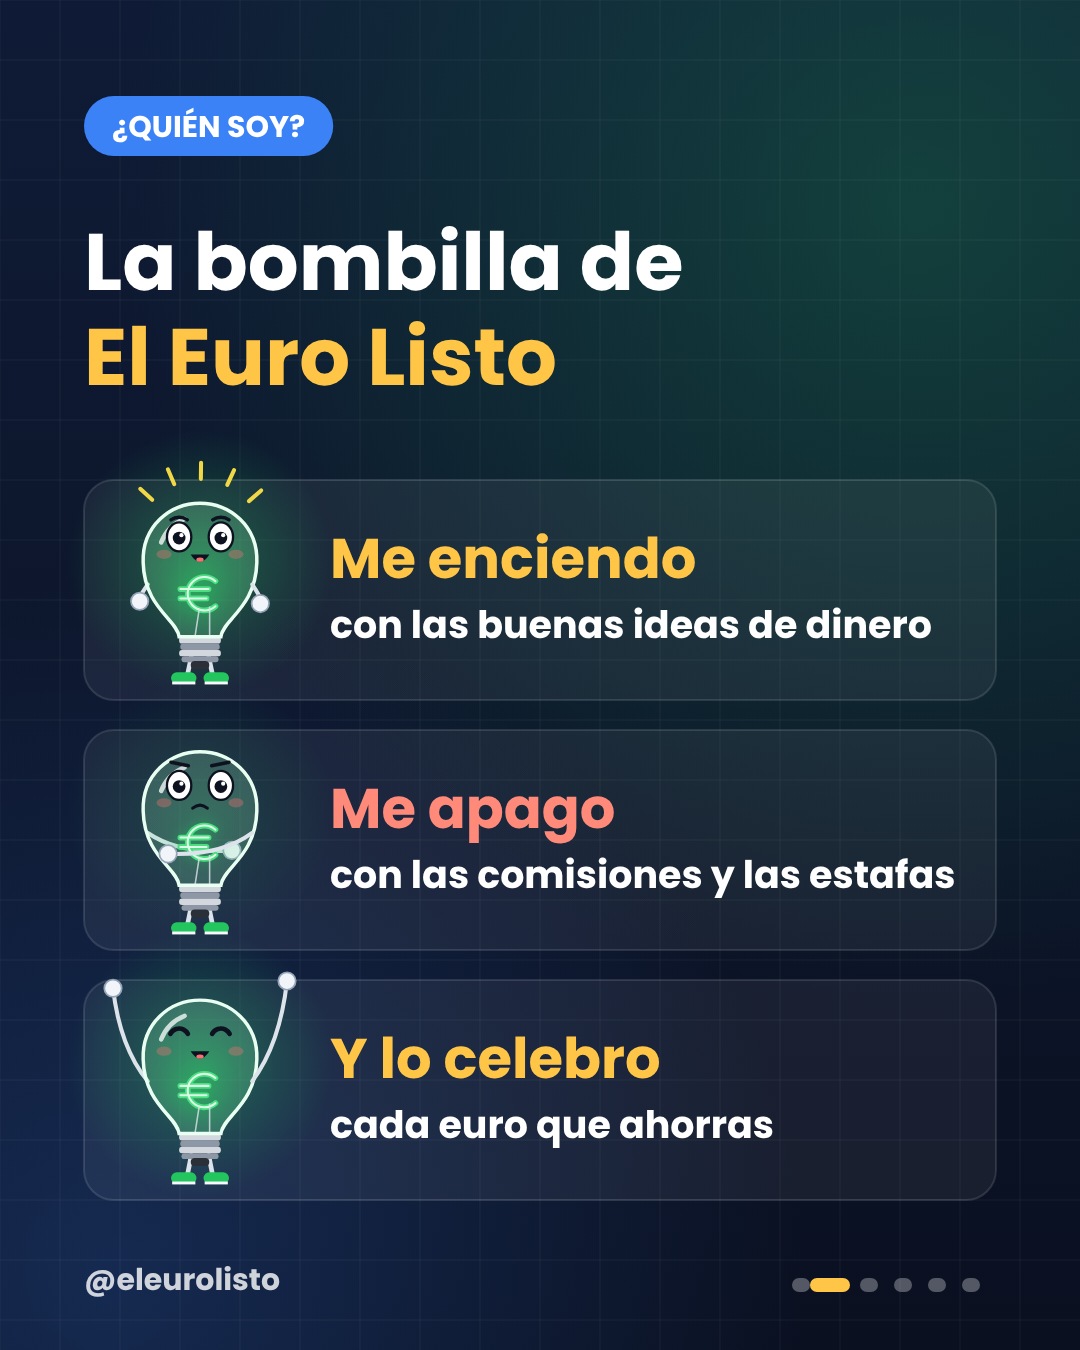 ¿QUIÉN SOY?
La bombilla de
El Euro Listo
€
Me enciendo
con las buenas ideas de dinero
€
Me apago
con las comisiones y las estafas
€
Y lo celebro
cada euro que ahorras
@eleurolisto